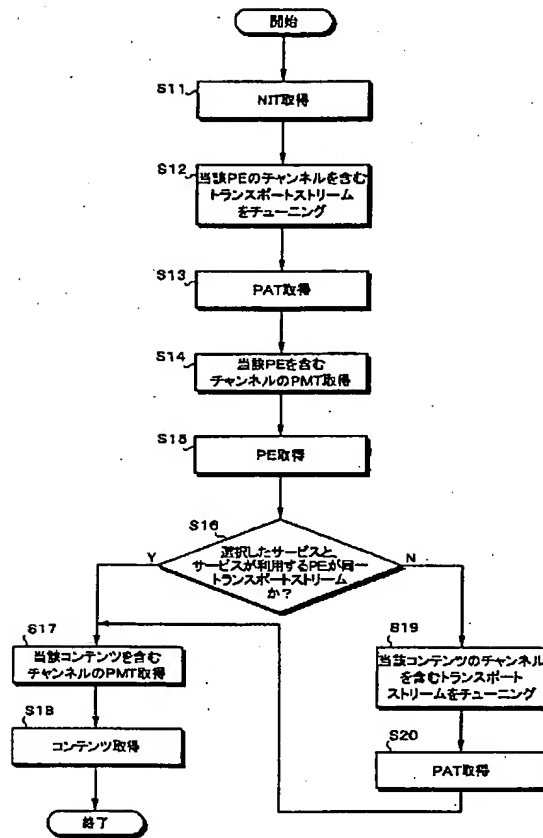 開始
S11
NIT取得
S12
当該PEのチャンネルを含む
トランスポートストリーム
をチューニング
S13
PAT取得
S14
当該PEを含む
チャンネルのPMT取得
S15
PE取得
S16
選択したサービスと、
サービスが利用するPEが同一
トランスポートストリーム
か？
Y
N
S17
当該コンテンツを含む
チャンネルのPMT取得
S18
コンテンツ取得
終了
S19
当該コンテンツのチャンネル
を含むトランスポート
ストリームをチューニング
S20
PAT取得